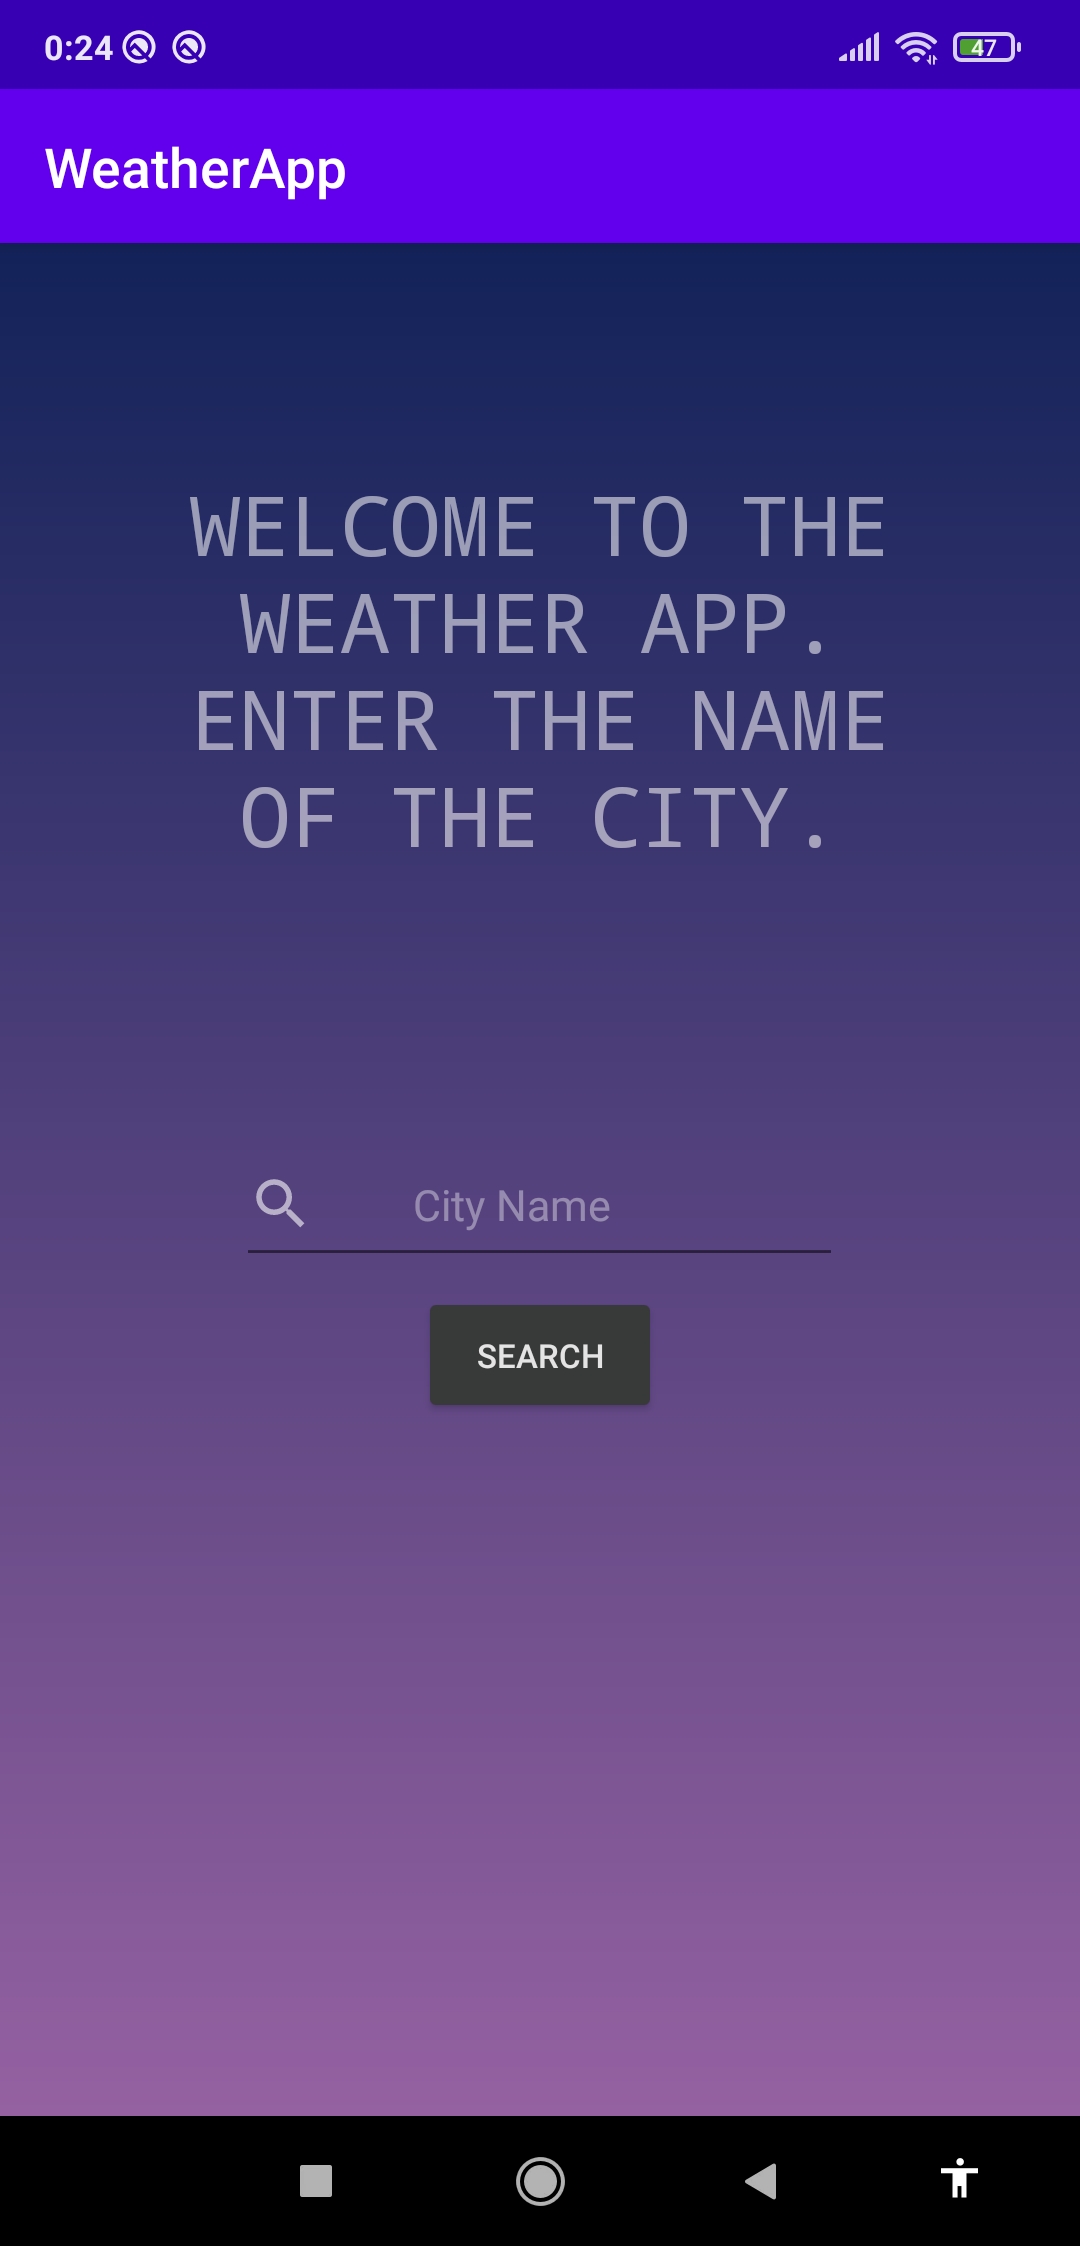 0:24
47
WeatherApp
WELCOME TO THE
WEATHER APP.
ENTER THE NAME
OF THE CITY.
City Name
SEARCH